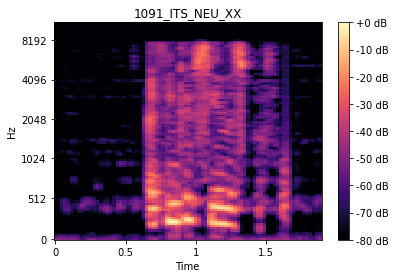 1091_ITS_NEU_XX
Hz
8192
4096
2048
1024
512
0
0
0.5
1
1.5
Time
+0 dB
-10 dB
-20 dB
-30 dB
-40 dB
-50 dB
-60 dB
-70 dB
-80 dB